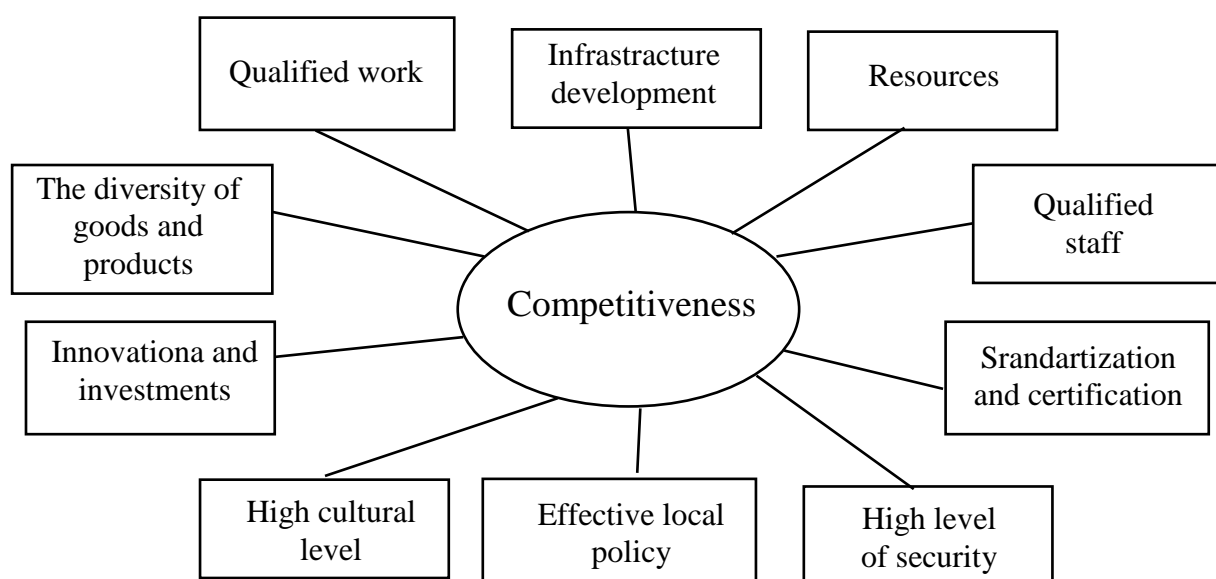 Qualified work
Infrastracture
development
Resources
The diversity of
goods and
products
Qualified
staff
Competitiveness
Innovationa and
investments
Srandartization
and certification
High cultural
level
Effective local
policy
High level
of security